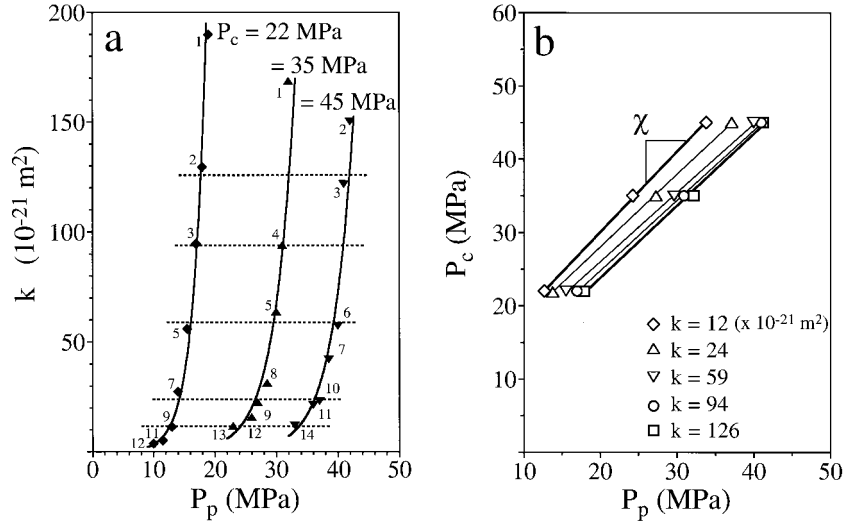 a
P_c = 22 MPa
= 35 MPa
= 45 MPa
k (10^-21 m^2)
200
150
100
50
0 10 20 30 40 50
P_p (MPa)
1
2
3
5
7
9
11
12
1
4
5
8
9
12
13
2
3
6
7
10
11
14
b
χ
P_c (MPa)
60
50
40
30
20
10
0
10 20 30 40 50
P_p (MPa)
k = 12 (x 10^-21 m^2)
k = 24
k = 59
k = 94
k = 126